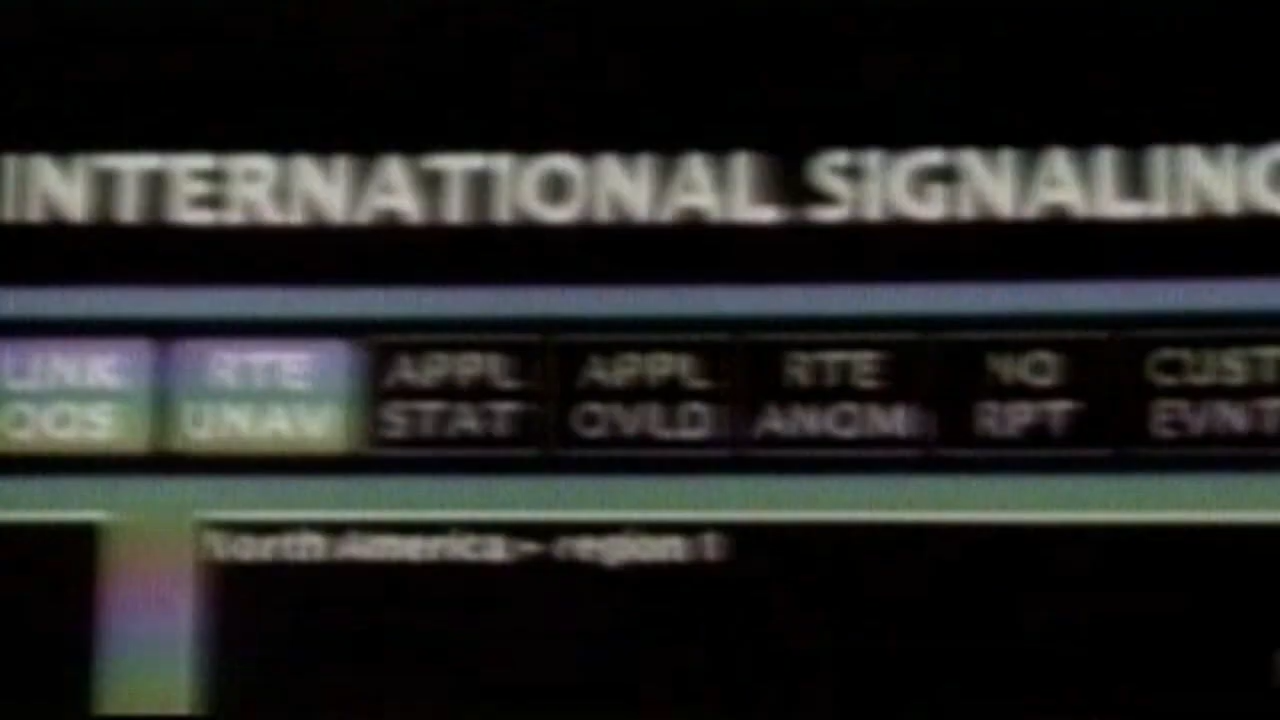 INTERNATIONAL SIGNALING
LINK RTE APPL APPL RTE NO CUST
OOS UNAV STAT OVLD ANOM RPT EVNT
North America - region 1